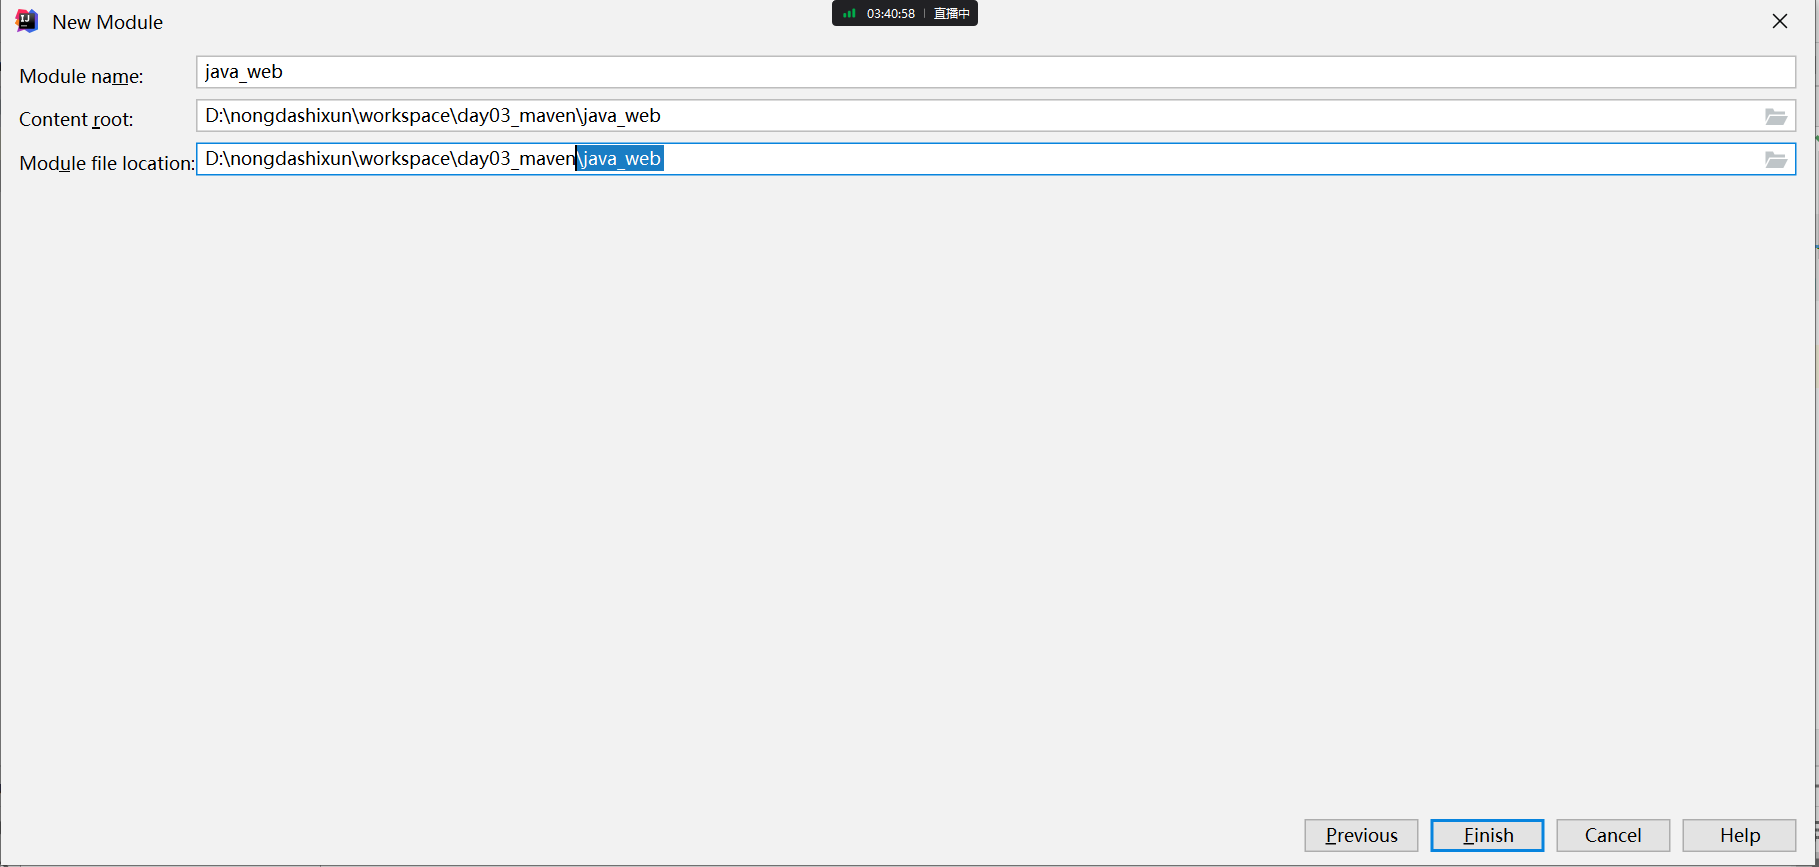 New Module
03:40:58 直播中
Module name: java_web
Content root: D:\nongdashixun\workspace\day03_maven\java_web
Module file location: D:\nongdashixun\workspace\day03_maven\java_web
Previous Finish Cancel Help